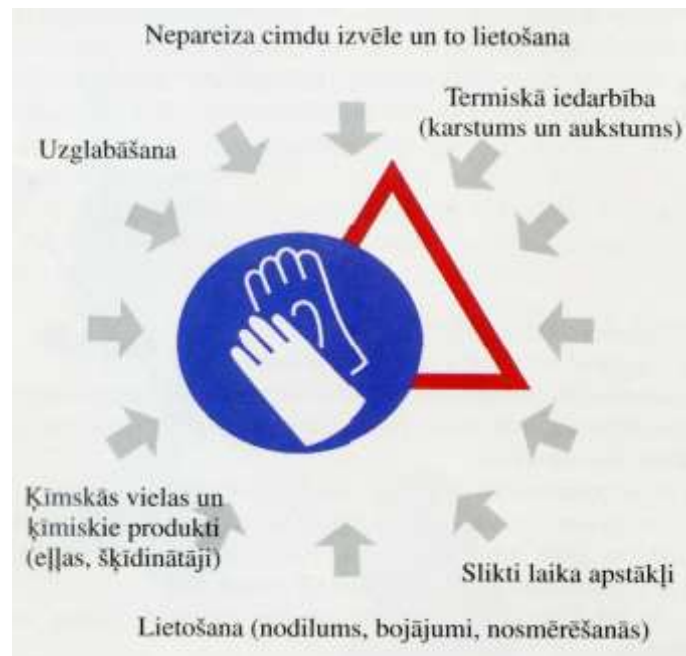 Nepareiza cimdu izvēle un to lietošana
Termiskā iedarbība
(karstums un aukstums)
Uzglabāšana
Ķīmskās vielas un
ķīmiskie produkti
(eļļas, šķīdinātāji)
Slikti laika apstākļi
Lietošana (nodilums, bojājumi, nosmērēšanās)